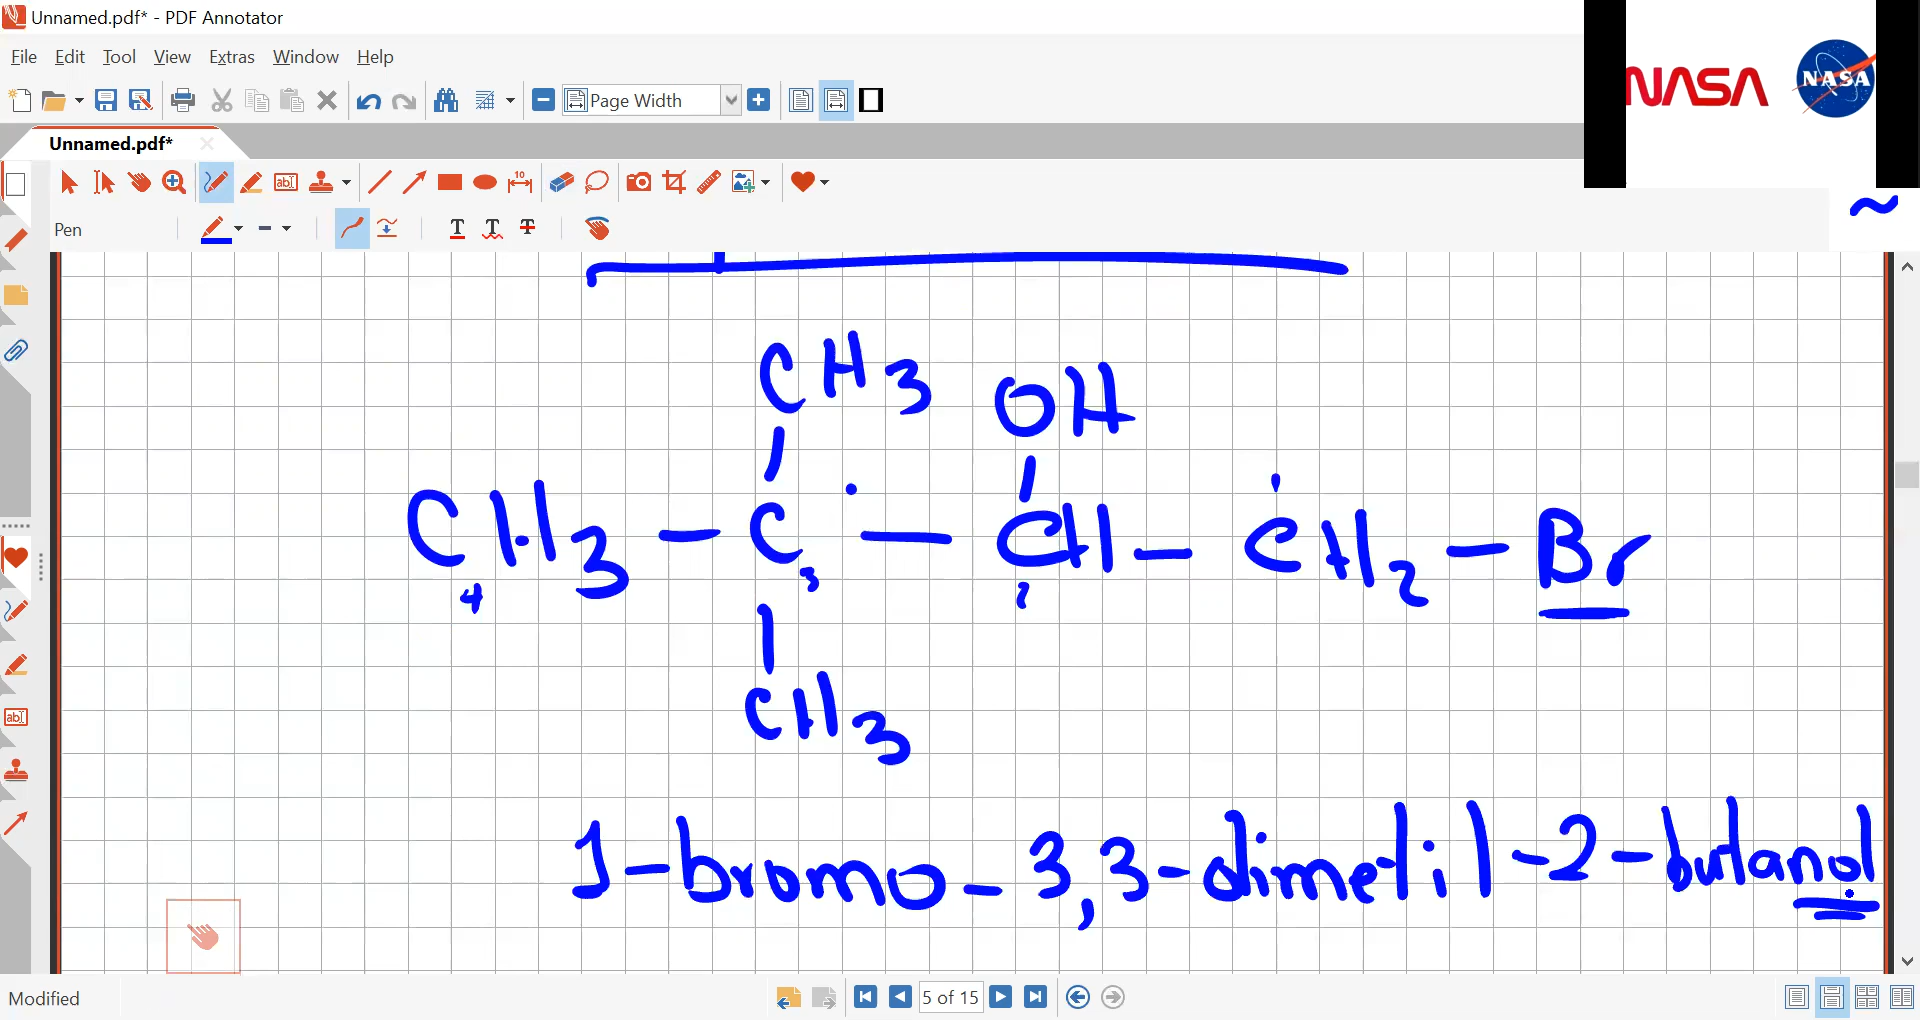 Unnamed.pdf* - PDF Annotator
File Edit Tool View Extras Window Help
Page Width
NASA NASA
Unnamed.pdf*
Pen
CH3 OH
CH3 - C - CH - CH2 - Br
4 3 2 1
CH3
1-bromo-3,3-dimetil-2-butanol
Modified 5 of 15